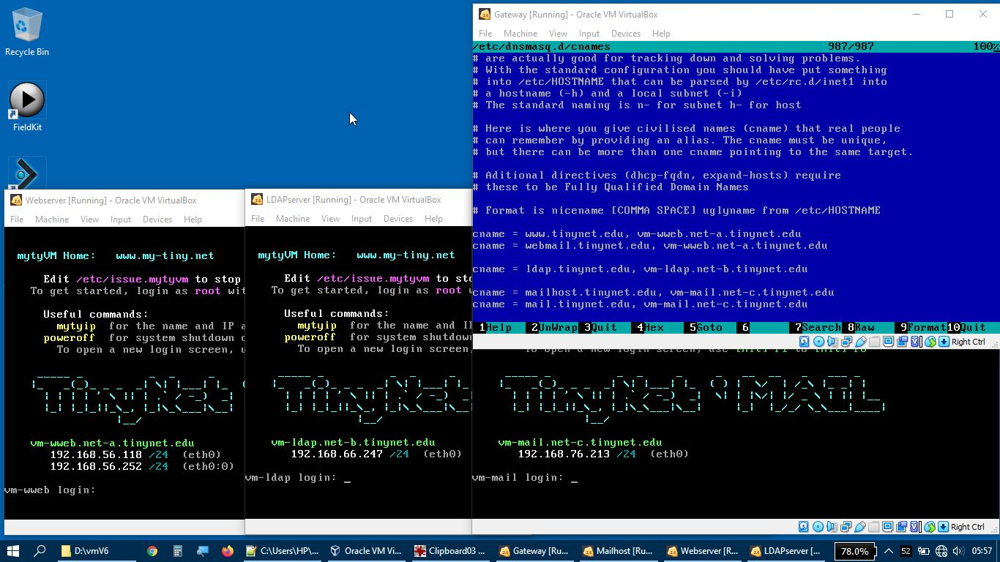 Recycle Bin
FieldKit
Gateway [Running] - Oracle VM VirtualBox
File Machine View Input Devices Help
/etc/dnsmasq.d/cnames 987/987 100%
# are actually good for tracking down and solving problems.
# With the standard configuration you should have put something
# into /etc/HOSTNAME that can be parsed by /etc/rc.d/inet1 into
# a hostname (-h) and a local subnet (-i)
# The standard naming is n- for subnet h- for host
# Here is where you give civilised names (cname) that real people
# can remember by providing an alias. The cname must be unique,
# but there can be more than one cname pointing to the same target.
# Aditional directives (dhcp-fqdn, expand-hosts) require
# these to be Fully Qualified Domain Names
# Format is nicename [COMMA SPACE] uglyname from /etc/HOSTNAME
cname = www.tinynet.edu, vm-wweb.net-a.tinynet.edu
cname = webmail.tinynet.edu, vm-wweb.net-a.tinynet.edu
cname = ldap.tinynet.edu, vm-ldap.net-b.tinynet.edu
cname = mailhost.tinynet.edu, vm-mail.net-c.tinynet.edu
cname = mail.tinynet.edu, vm-mail.net-c.tinynet.edu
1Help 2UnWrap 3Quit 4Hex 5Goto 6 7Search 8Raw 9Format 10Quit
Right Ctrl
Webserver [Running] - Oracle VM VirtualBox
File Machine View Input Devices Help
mytyVM Home: www.my-tiny.net
Edit /etc/issue.mytyvm to stop
To get started, login as root wit
Useful commands:
mytyip for the name and IP a
poweroff for system shutdown o
To open a new login screen, u
TinyNet
vm-wweb.net-a.tinynet.edu
192.168.56.118 /24 (eth0)
192.168.56.252 /24 (eth0:0)
vm-wweb login:
LDAPserver [Running] - Oracle VM VirtualBox
File Machine View Input Devices Help
mytyVM Home: www.my-tiny.net
Edit /etc/issue.mytyvm to sto
To get started, login as root w
Useful commands:
mytyip for the name and IP
poweroff for system shutdown
To open a new login screen,
TinyNet
vm-ldap.net-b.tinynet.edu
192.168.66.247 /24 (eth0)
vm-ldap login: _
TinyNet MAIL
vm-mail.net-c.tinynet.edu
192.168.76.213 /24 (eth0)
vm-mail login: _
Right Ctrl
D:\vmV6
C:\Users\HP\...
Oracle VM Vi...
Clipboard03 ...
Gateway [Ru...
Mailhost [Ru...
Webserver [R...
LDAPserver [...
78.0%
52
05:57